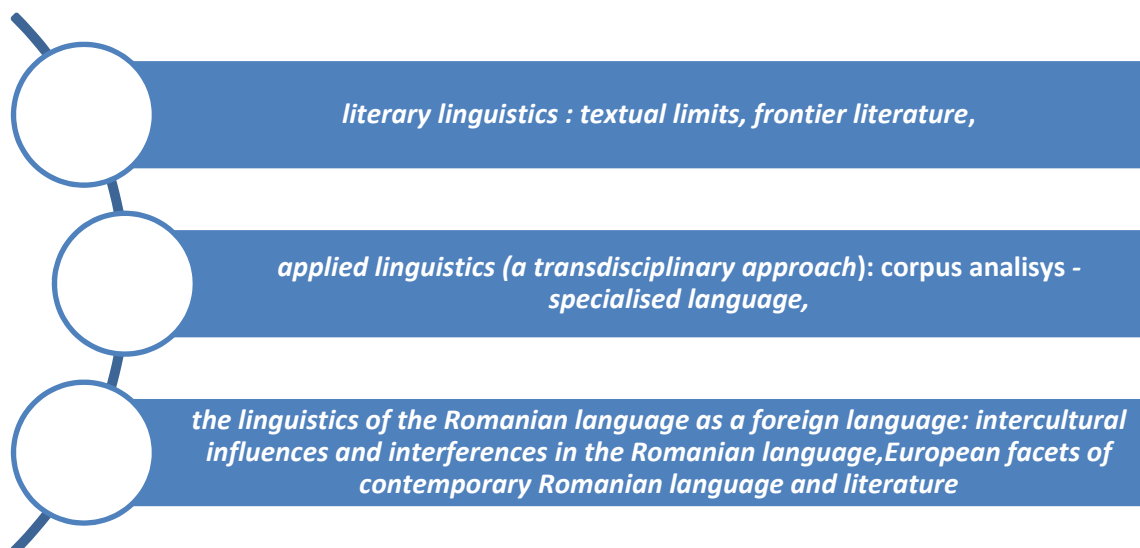 literary linguistics : textual limits, frontier literature,
applied linguistics (a transdisciplinary approach): corpus analisys -
specialised language,
the linguistics of the Romanian language as a foreign language: intercultural
influences and interferences in the Romanian language,European facets of
contemporary Romanian language and literature